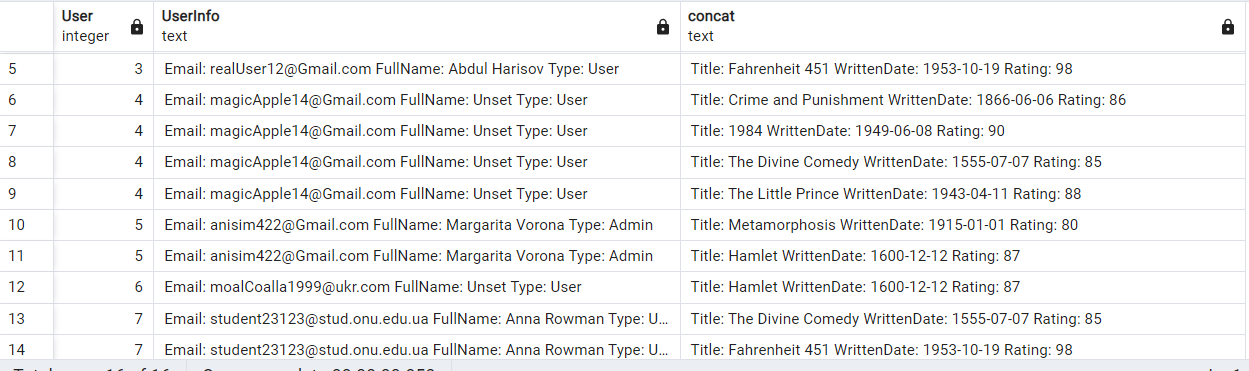 User UserInfo concat
integer text text
5 3 Email: realUser12@Gmail.com FullName: Abdul Harisov Type: User Title: Fahrenheit 451 WrittenDate: 1953-10-19 Rating: 98
6 4 Email: magicApple14@Gmail.com FullName: Unset Type: User Title: Crime and Punishment WrittenDate: 1866-06-06 Rating: 86
7 4 Email: magicApple14@Gmail.com FullName: Unset Type: User Title: 1984 WrittenDate: 1949-06-08 Rating: 90
8 4 Email: magicApple14@Gmail.com FullName: Unset Type: User Title: The Divine Comedy WrittenDate: 1555-07-07 Rating: 85
9 4 Email: magicApple14@Gmail.com FullName: Unset Type: User Title: The Little Prince WrittenDate: 1943-04-11 Rating: 88
10 5 Email: anisim422@Gmail.com FullName: Margarita Vorona Type: Admin Title: Metamorphosis WrittenDate: 1915-01-01 Rating: 80
11 5 Email: anisim422@Gmail.com FullName: Margarita Vorona Type: Admin Title: Hamlet WrittenDate: 1600-12-12 Rating: 87
12 6 Email: moalCoalla1999@ukr.com FullName: Unset Type: User Title: Hamlet WrittenDate: 1600-12-12 Rating: 87
13 7 Email: student23123@stud.onu.edu.ua FullName: Anna Rowman Type: U... Title: The Divine Comedy WrittenDate: 1555-07-07 Rating: 85
14 7 Email: student23123@stud.onu.edu.ua FullName: Anna Rowman Type: U... Title: Fahrenheit 451 WrittenDate: 1953-10-19 Rating: 98